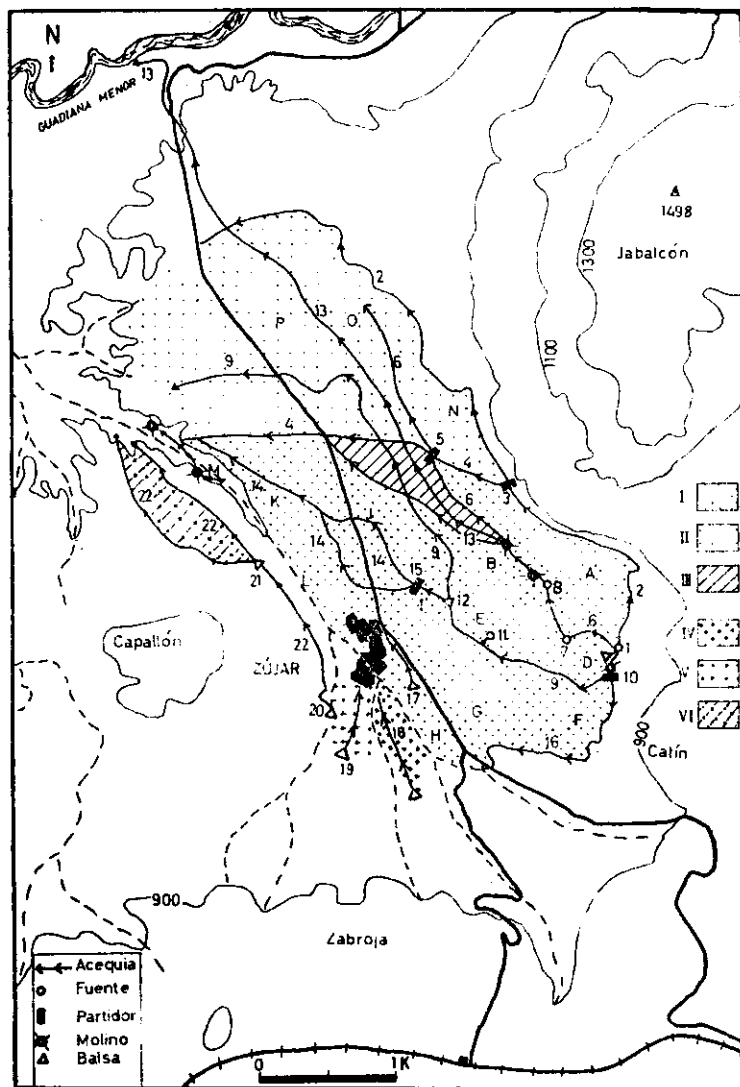 N
13
GUADIANA MENOR
1498
Jabalcón
1300
1100
2
13
P
O
9
6
N
4
5
4
3
14
K
6
22
22
J
13
9
B
A
I
II
III
IV
V
VI
14
14
15
12
8
2
21
E
11
7
6
1
D
Capallón
ZÚJAR
22
9
10
20
17
G
F
18
H
16
900
Catín
19
900
Zabroja
Acequia
Fuente
Partidor
Molino
Balsa
0
1K